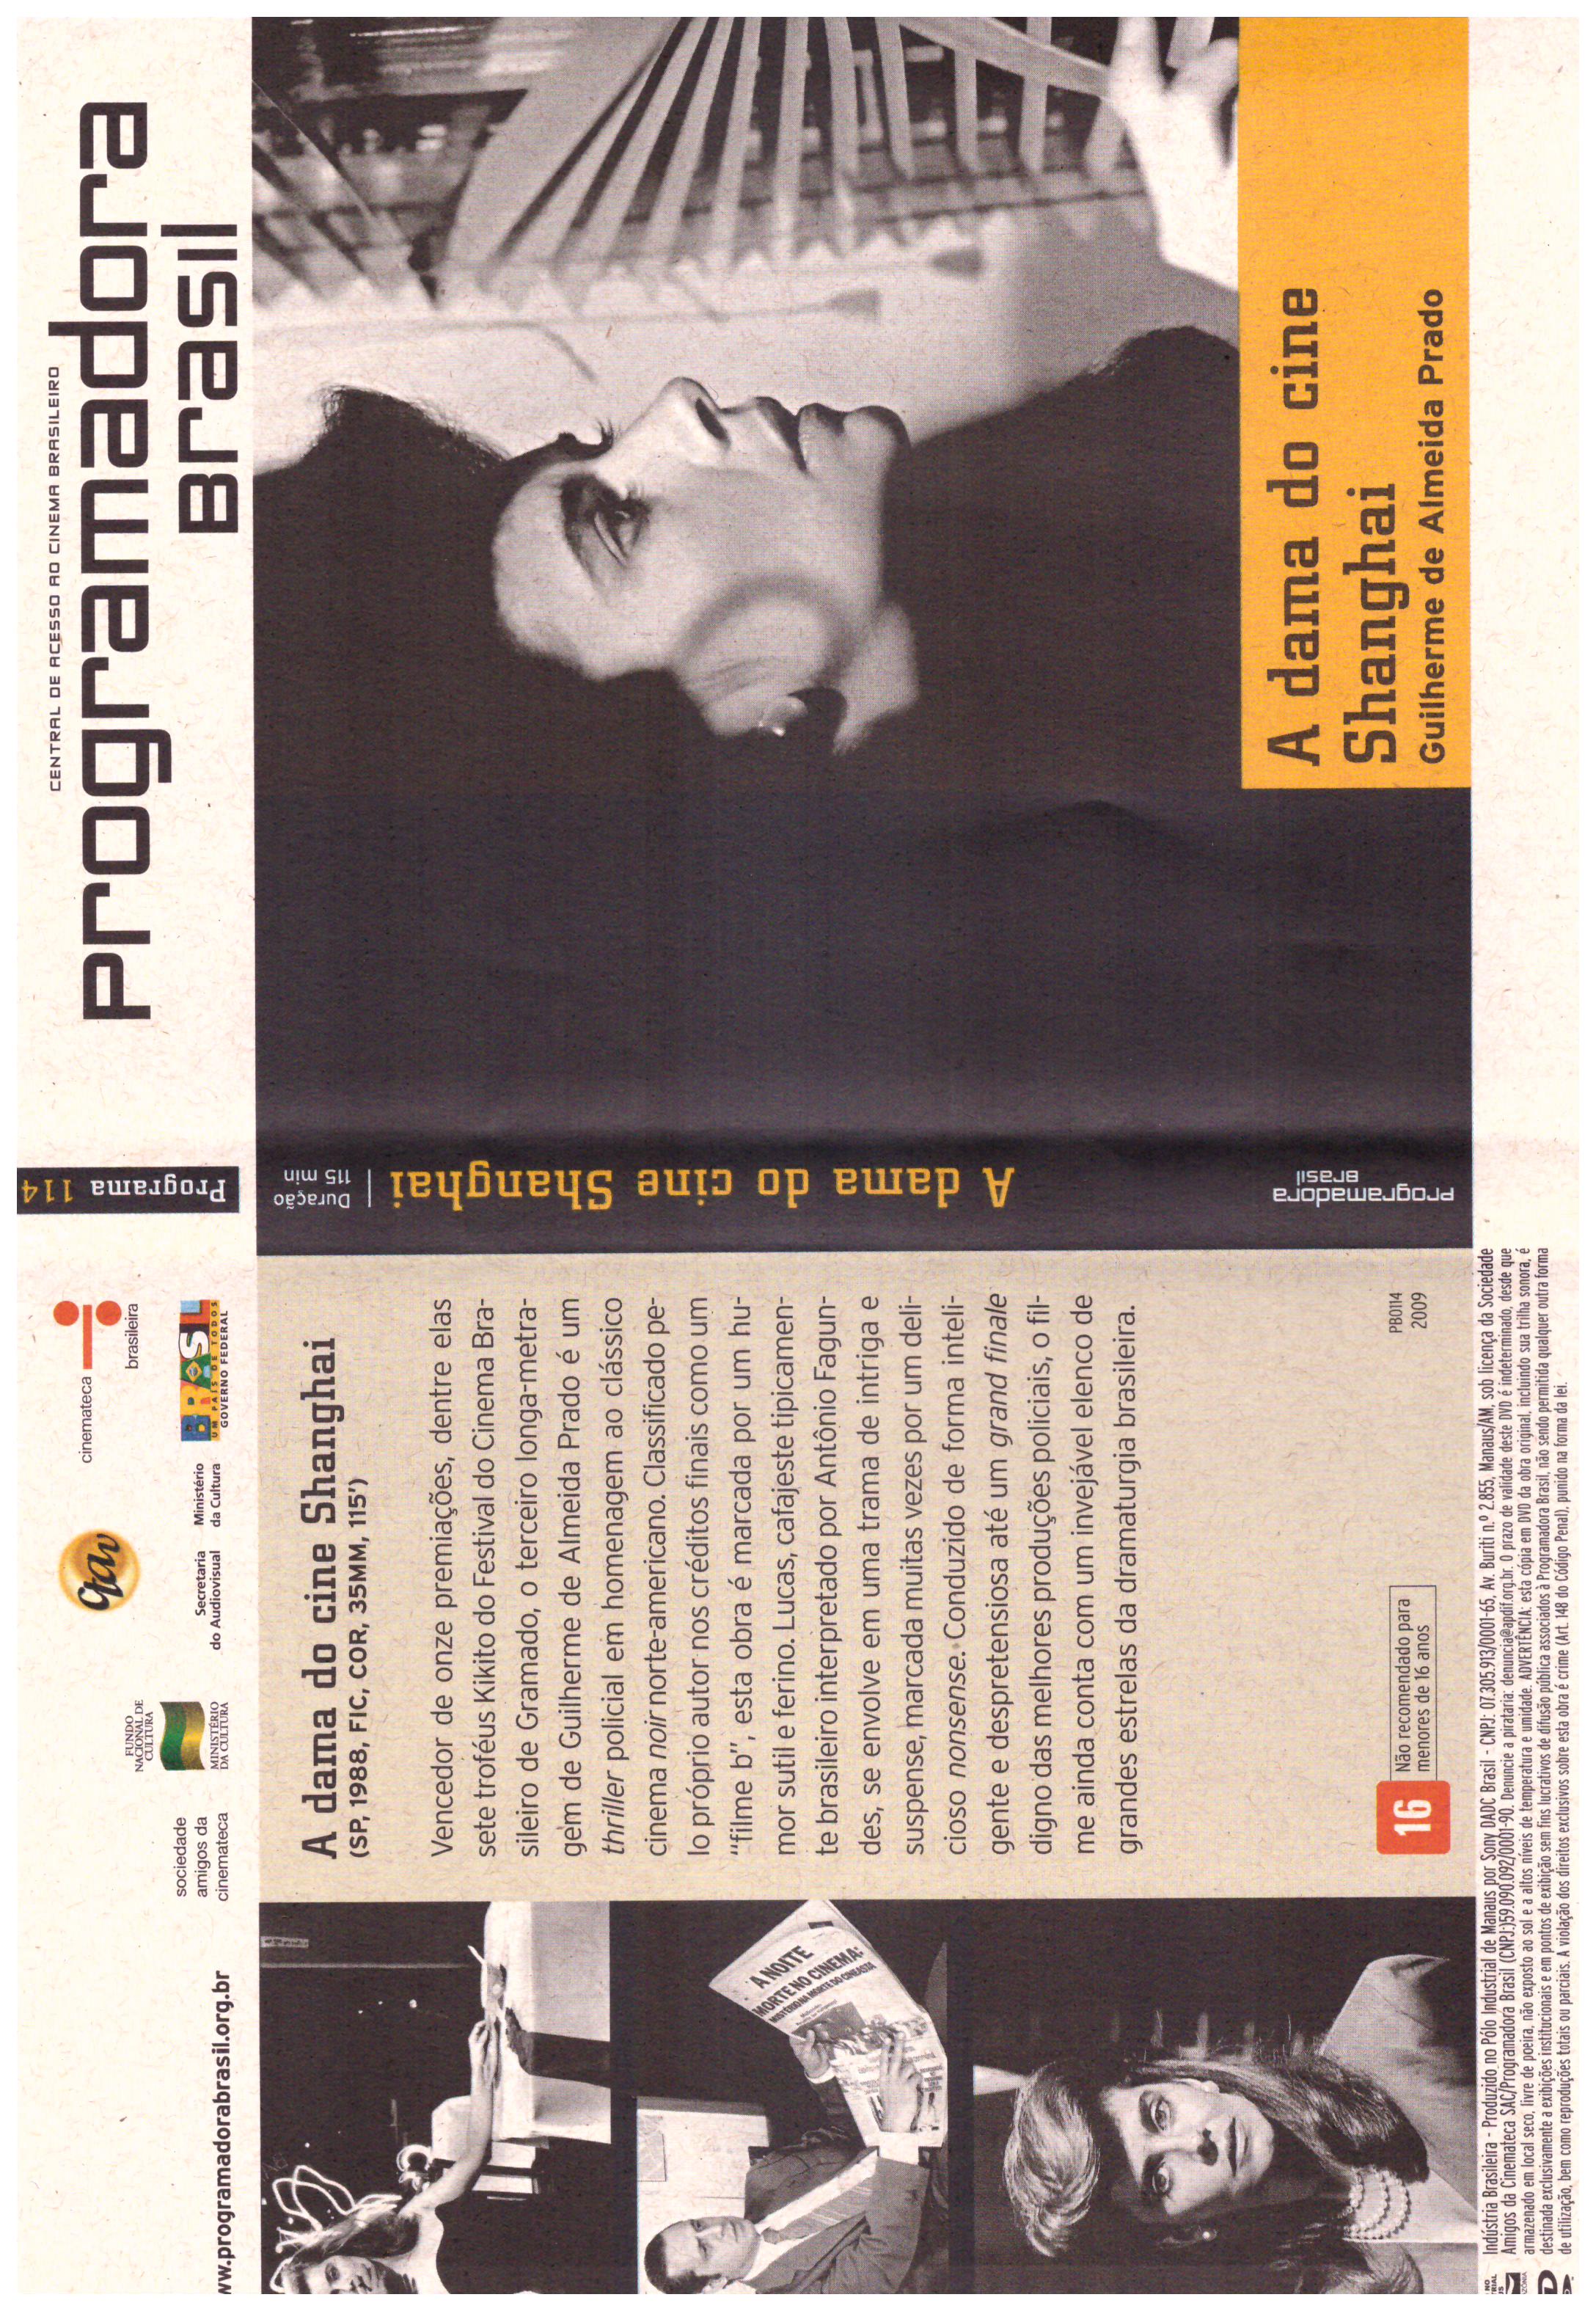 www.programadorabrasil.org.br
sociedade
amigos da
cinemateca
FUNDO
NACIONAL DE
CULTURA
MINISTÉRIO
DA CULTURA
ctav
Secretaria
do Audiovisual
Ministério
da Cultura
cinemateca
brasileira
BRASIL
UM PAÍS DE TODOS
GOVERNO FEDERAL
A NOITE
MORTE NO CINEMA:
A dama do cine Shanghai
(SP, 1988, FIC, COR, 35MM, 115')
Vencedor de onze premiações, dentre elas
sete troféus Kikito do Festival do Cinema Bra-
sileiro de Gramado, o terceiro longa-metra-
gem de Guilherme de Almeida Prado é um
thriller policial em homenagem ao clássico
cinema noir norte-americano. Classificado pe-
lo próprio autor nos créditos finais como um
“filme b”, esta obra é marcada por um hu-
mor sutil e ferino. Lucas, cafajeste tipicamen-
te brasileiro interpretado por Antônio Fagun-
des, se envolve em uma trama de intriga e
suspense, marcada muitas vezes por um deli-
cioso nonsense. Conduzido de forma inteli-
gente e despretensiosa até um grand finale
digno das melhores produções policiais, o fil-
me ainda conta com um invejável elenco de
grandes estrelas da dramaturgia brasileira.
16
Não recomendado para
menores de 16 anos
PB0114
2009
Indústria Brasileira - Produzido no Pólo Industrial de Manaus por Sony DADC Brasil - CNPJ: 07.305.913/0001-65, Av. Buriti n.º 2.855, Manaus/AM, sob licença da Sociedade
Amigos da Cinemateca SAC/Programadora Brasil (CNPJ:)59.090.092/0001-90. Denuncie a pirataria: denuncia@apdif.org.br. O prazo de validade deste DVD é indeterminado, desde que
armazenado em local seco, livre de poeira, não exposto ao sol e a altos níveis de temperatura e umidade. ADVERTÊNCIA: esta cópia em DVD da obra original, incluindo sua trilha sonora, é
destinada exclusivamente a exibições institucionais e em pontos de exibição sem fins lucrativos de difusão pública associados à Programadora Brasil, não sendo permitida qualquer outra forma
de utilização, bem como reproduções totais ou parciais. A violação dos direitos exclusivos sobre esta obra é crime (Art. 148 do Código Penal), punido na forma da lei.
Programa 114
Duração
115 min
A dama do cine Shanghai
programadora
Brasil
CENTRAL DE ACESSO AO CINEMA BRASILEIRO
programadora
Brasil
A dama do cine
Shanghai
Guilherme de Almeida Prado